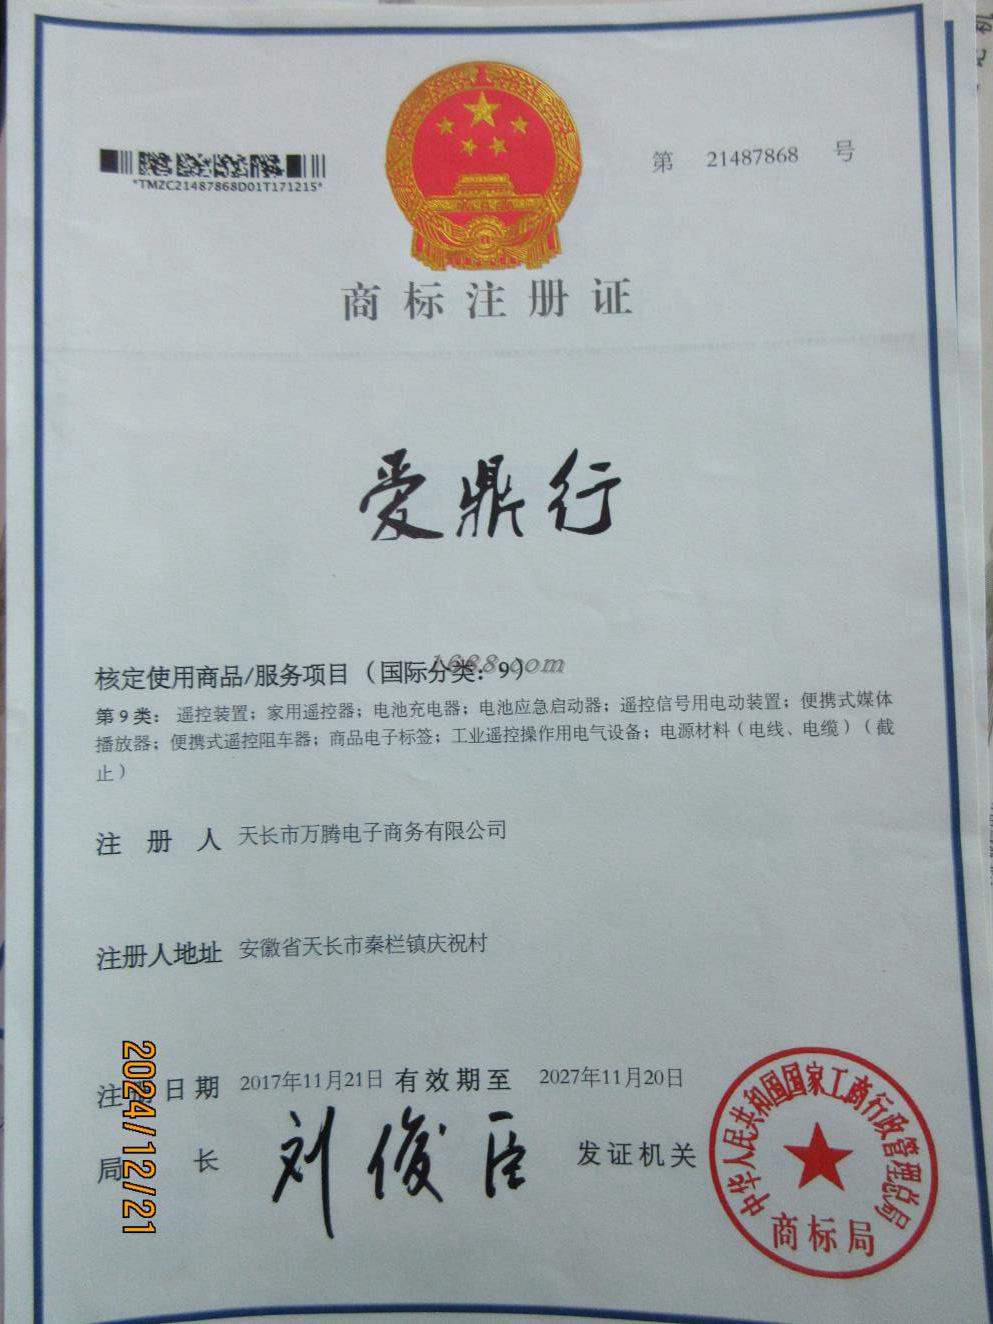 第 21487868 号
*TMZC21487868D01T171215*
商标注册证
爱鼎行
1688.com
核定使用商品/服务项目（国际分类：9）
第9类：遥控装置；家用遥控器；电池充电器；电池应急启动器；遥控信号用电动装置；便携式媒体
播放器；便携式遥控阻车器；商品电子标签；工业遥控操作用电气设备；电源材料（电线、电缆）（截
止）
注册人 天长市万腾电子商务有限公司
注册人地址 安徽省天长市秦栏镇庆祝村
注册日期 2017年11月21日 有效期至 2027年11月20日
局长 刘俊臣 发证机关
中华人民共和国国家工商行政管理总局
商标局
2024/12/21